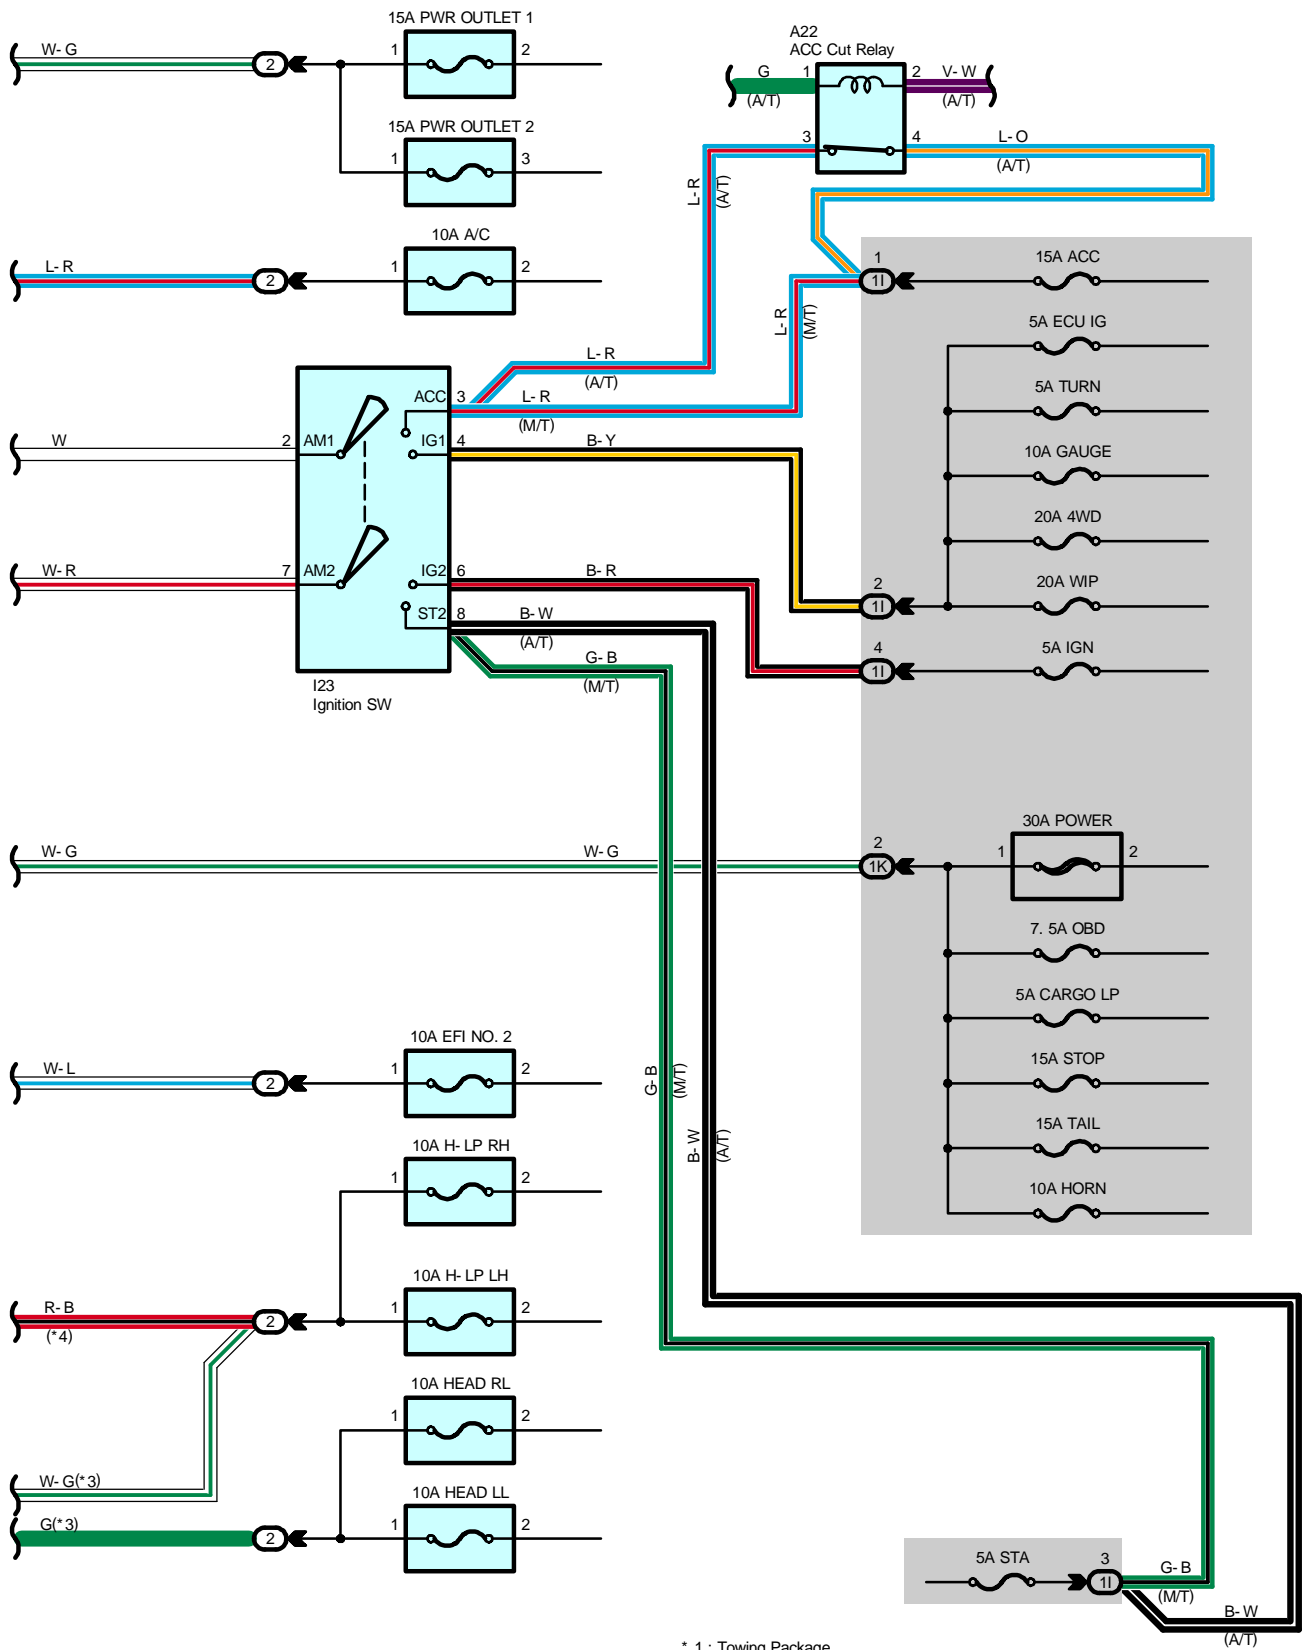 15A PWR OUTLET 1
W- G
2
1
2
15A PWR OUTLET 2
1
3
10A A/C
L- R
2
1
2
A22
ACC Cut Relay
G
(A/T)
1
2
V- W
(A/T)
3
4
L- O
(A/T)
L- R
(A/T)
L- R
(A/T)
L- R
(M/T)
L- R
(M/T)
1
1I
15A ACC
5A ECU IG
5A TURN
10A GAUGE
20A 4WD
20A WIP
2
1I
4
1I
5A IGN
W
2
AM1
ACC
3
IG1
4
B- Y
W- R
7
AM2
IG2
6
B- R
ST2
8
B- W
(A/T)
G- B
(M/T)
I23
Ignition SW
W- G
W- G
2
1K
30A POWER
1
2
7. 5A OBD
5A CARGO LP
15A STOP
15A TAIL
10A HORN
10A EFI NO. 2
W- L
2
1
2
G- B
(M/T)
B- W
(A/T)
10A H- LP RH
1
2
10A H- LP LH
R- B
(*4)
2
1
2
10A HEAD RL
1
2
W- G(*3)
10A HEAD LL
G(*3)
2
1
2
5A STA
3
1I
G- B
(M/T)
B- W
(A/T)
* 1 : Towing Package